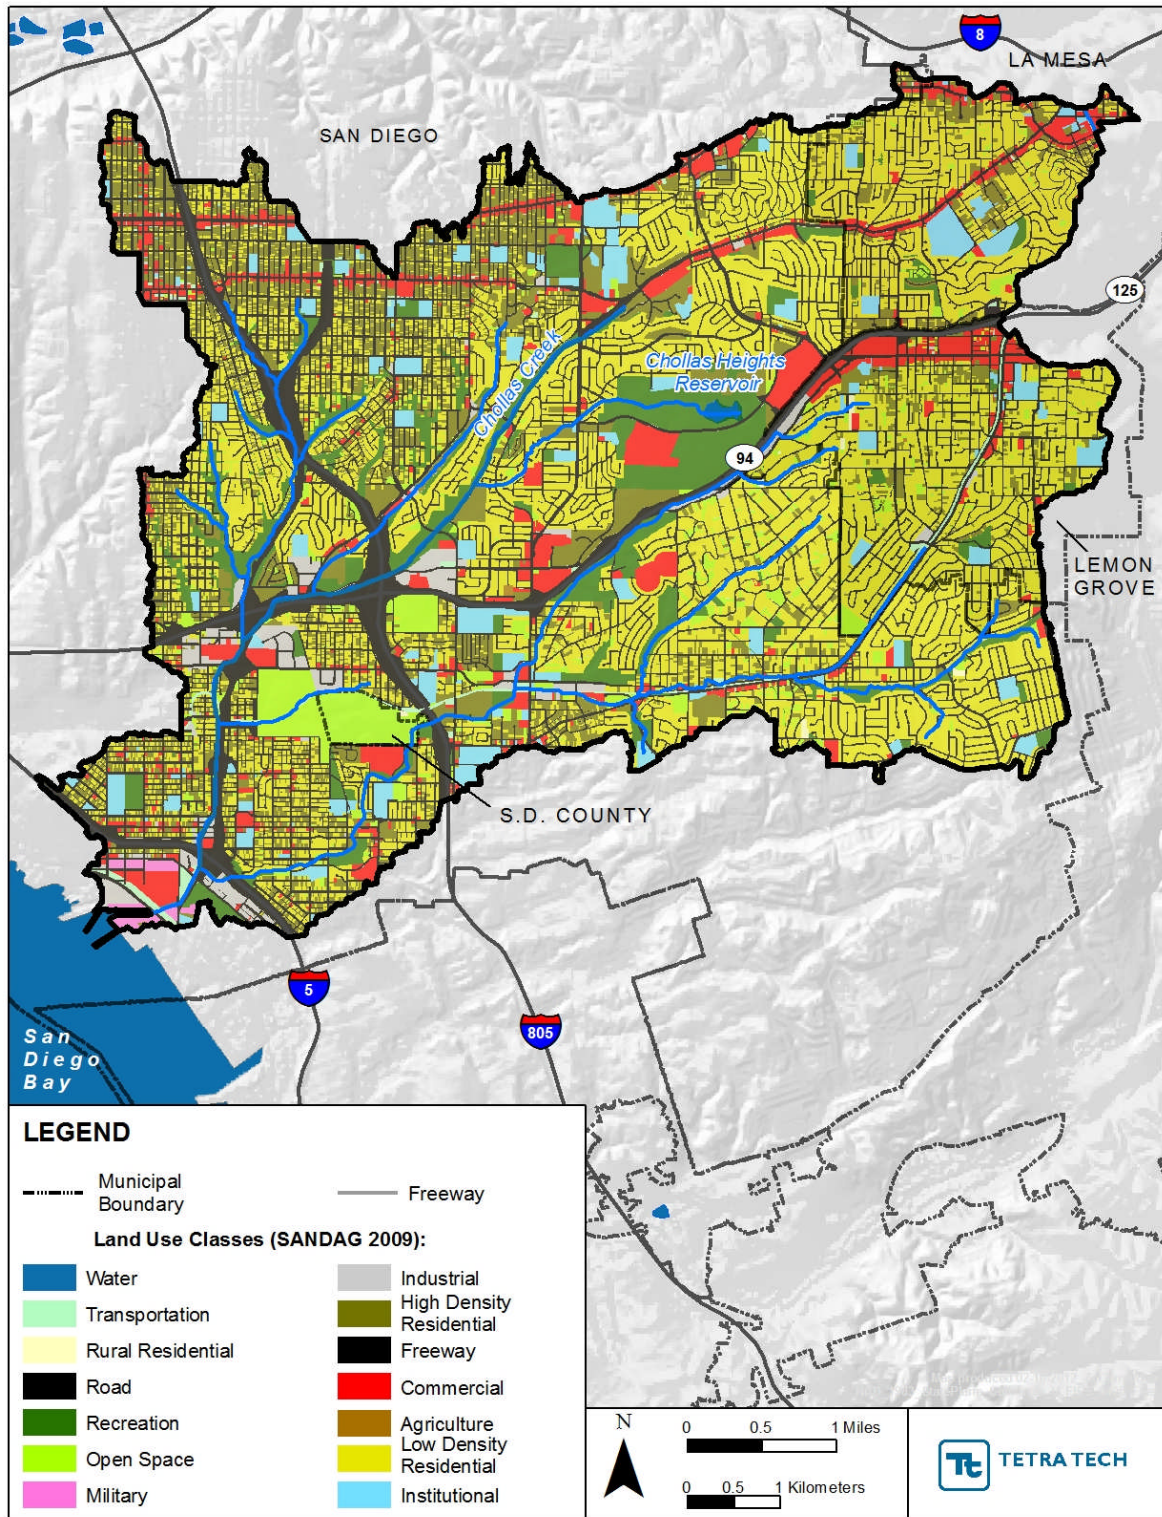 8
LA MESA
SAN DIEGO
125
Chollas Creek
Chollas Heights
Reservoir
94
LEMON
GROVE
S.D. COUNTY
5
805
San
Diego
Bay
LEGEND
Municipal
Boundary
Freeway
Land Use Classes (SANDAG 2009):
Water
Transportation
Rural Residential
Road
Recreation
Open Space
Military
Industrial
High Density
Residential
Freeway
Commercial
Agriculture
Low Density
Residential
Institutional
N
0 0.5 1 Miles
0 0.5 1 Kilometers
Tt TETRA TECH